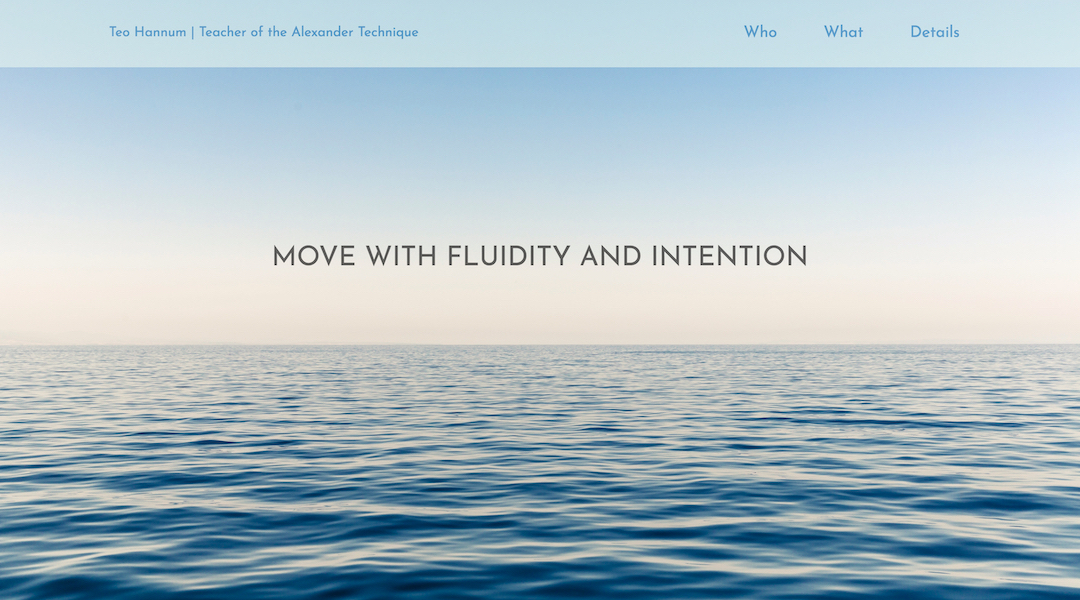 Teo Hannum | Teacher of the Alexander Technique
Who
What
Details
MOVE WITH FLUIDITY AND INTENTION